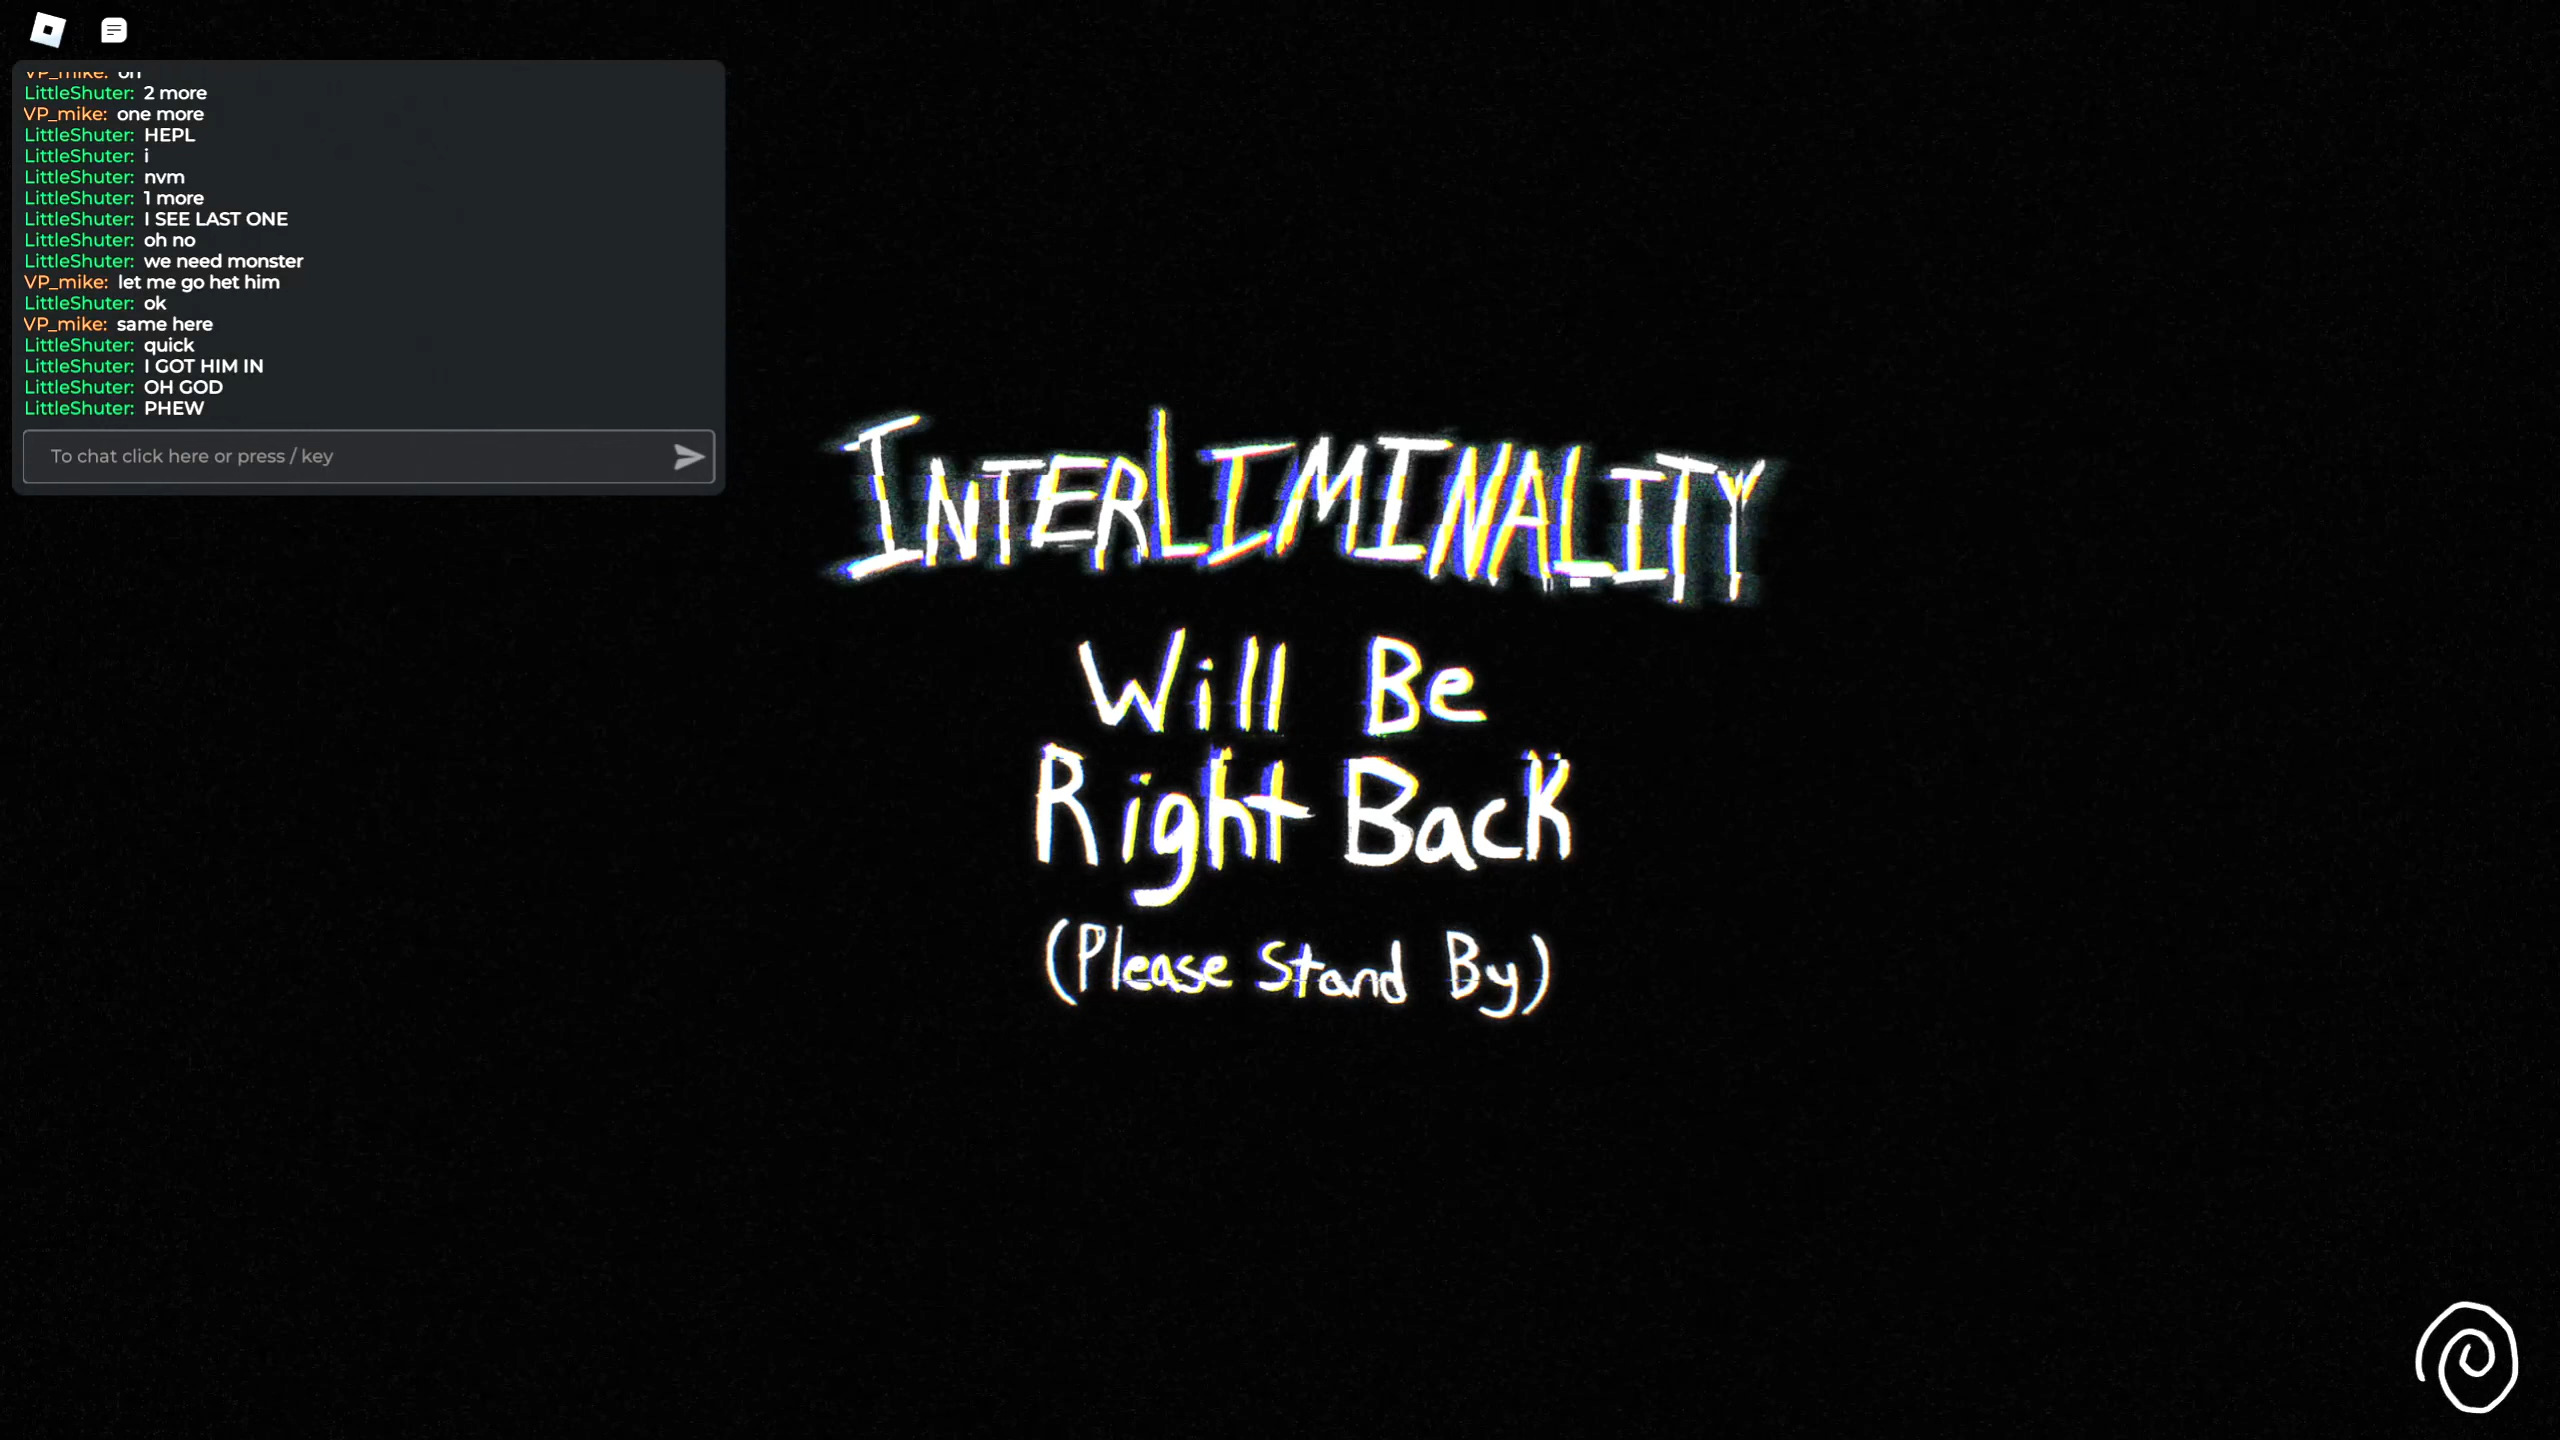 VP_mike: oh
LittleShuter: 2 more
VP_mike: one more
LittleShuter: HEPL
LittleShuter: i
LittleShuter: nvm
LittleShuter: 1 more
LittleShuter: I SEE LAST ONE
LittleShuter: oh no
LittleShuter: we need monster
VP_mike: let me go het him
LittleShuter: ok
VP_mike: same here
LittleShuter: quick
LittleShuter: I GOT HIM IN
LittleShuter: OH GOD
LittleShuter: PHEW
To chat click here or press / key
INTERLIMINALITY
Will Be
Right Back
(Please Stand By)